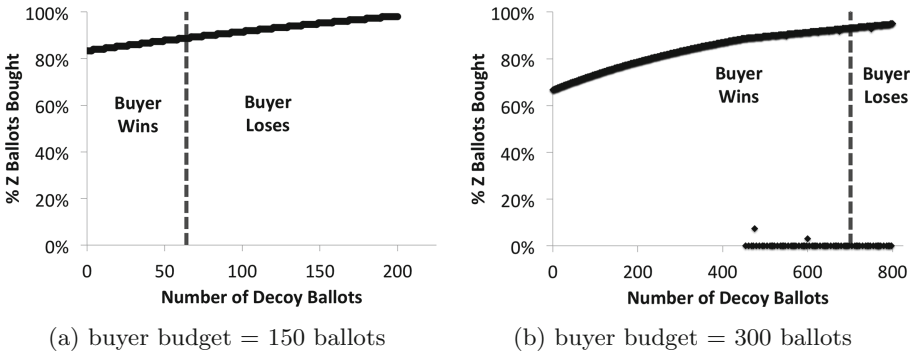 % Z Ballots Bought
100%
80%
60%
40%
20%
0%
Buyer
Wins
Buyer
Loses
0
50
100
150
200
Number of Decoy Ballots
(a) buyer budget = 150 ballots
% Z Ballots Bought
100%
80%
60%
40%
20%
0%
Buyer
Wins
Buyer
Loses
0
200
400
600
800
Number of Decoy Ballots
(b) buyer budget = 300 ballots